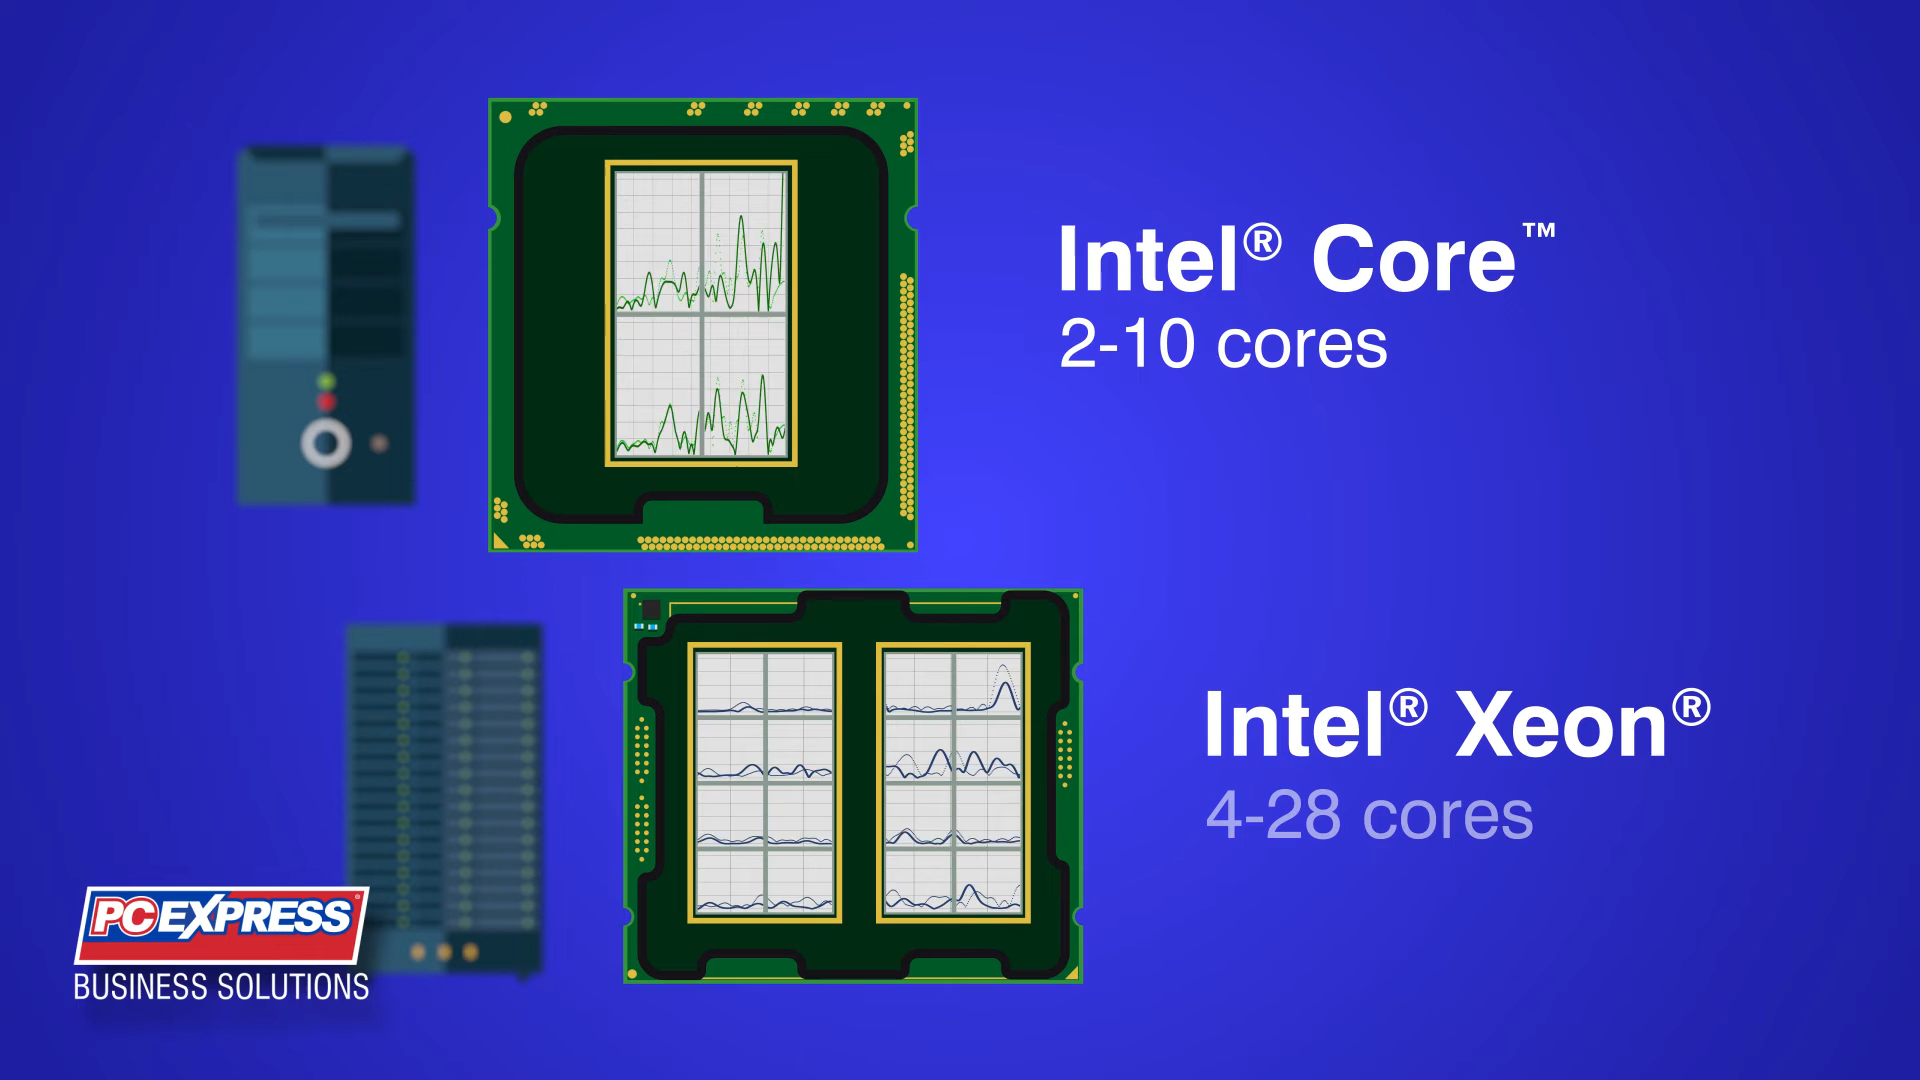 Intel® Core™
2-10 cores
Intel® Xeon®
4-28 cores
PC EXPRESS®
BUSINESS SOLUTIONS